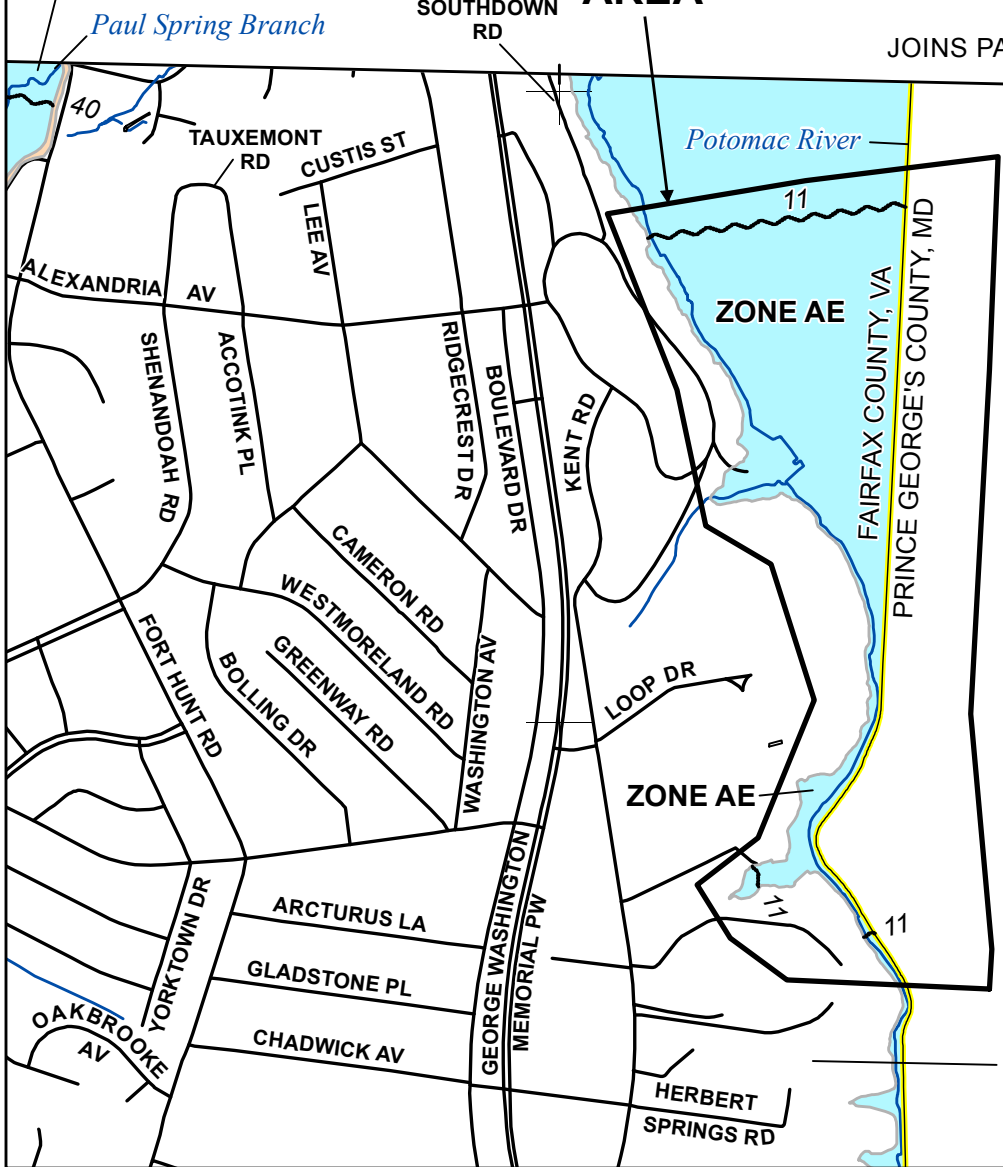 SOUTHDOWN
RD
AREA
Paul Spring Branch
JOINS PA
40
TAUXEMONT
RD
CUSTIS ST
Potomac River
LEE AV
11
ALEXANDRIA AV
ZONE AE
FAIRFAX COUNTY, VA
PRINCE GEORGE'S COUNTY, MD
SHENANDOAH RD
ACCOTINK PL
RIDGECREST DR
BOULEVARD DR
KENT RD
CAMERON RD
WESTMORELAND RD
GREENWAY RD
BOLLING DR
FORT HUNT RD
WASHINGTON AV
LOOP DR
ZONE AE
GEORGE WASHINGTON
MEMORIAL PW
YORKTOWN DR
ARCTURUS LA
11
11
GLADSTONE PL
OAKBROOKE
AV
CHADWICK AV
HERBERT
SPRINGS RD